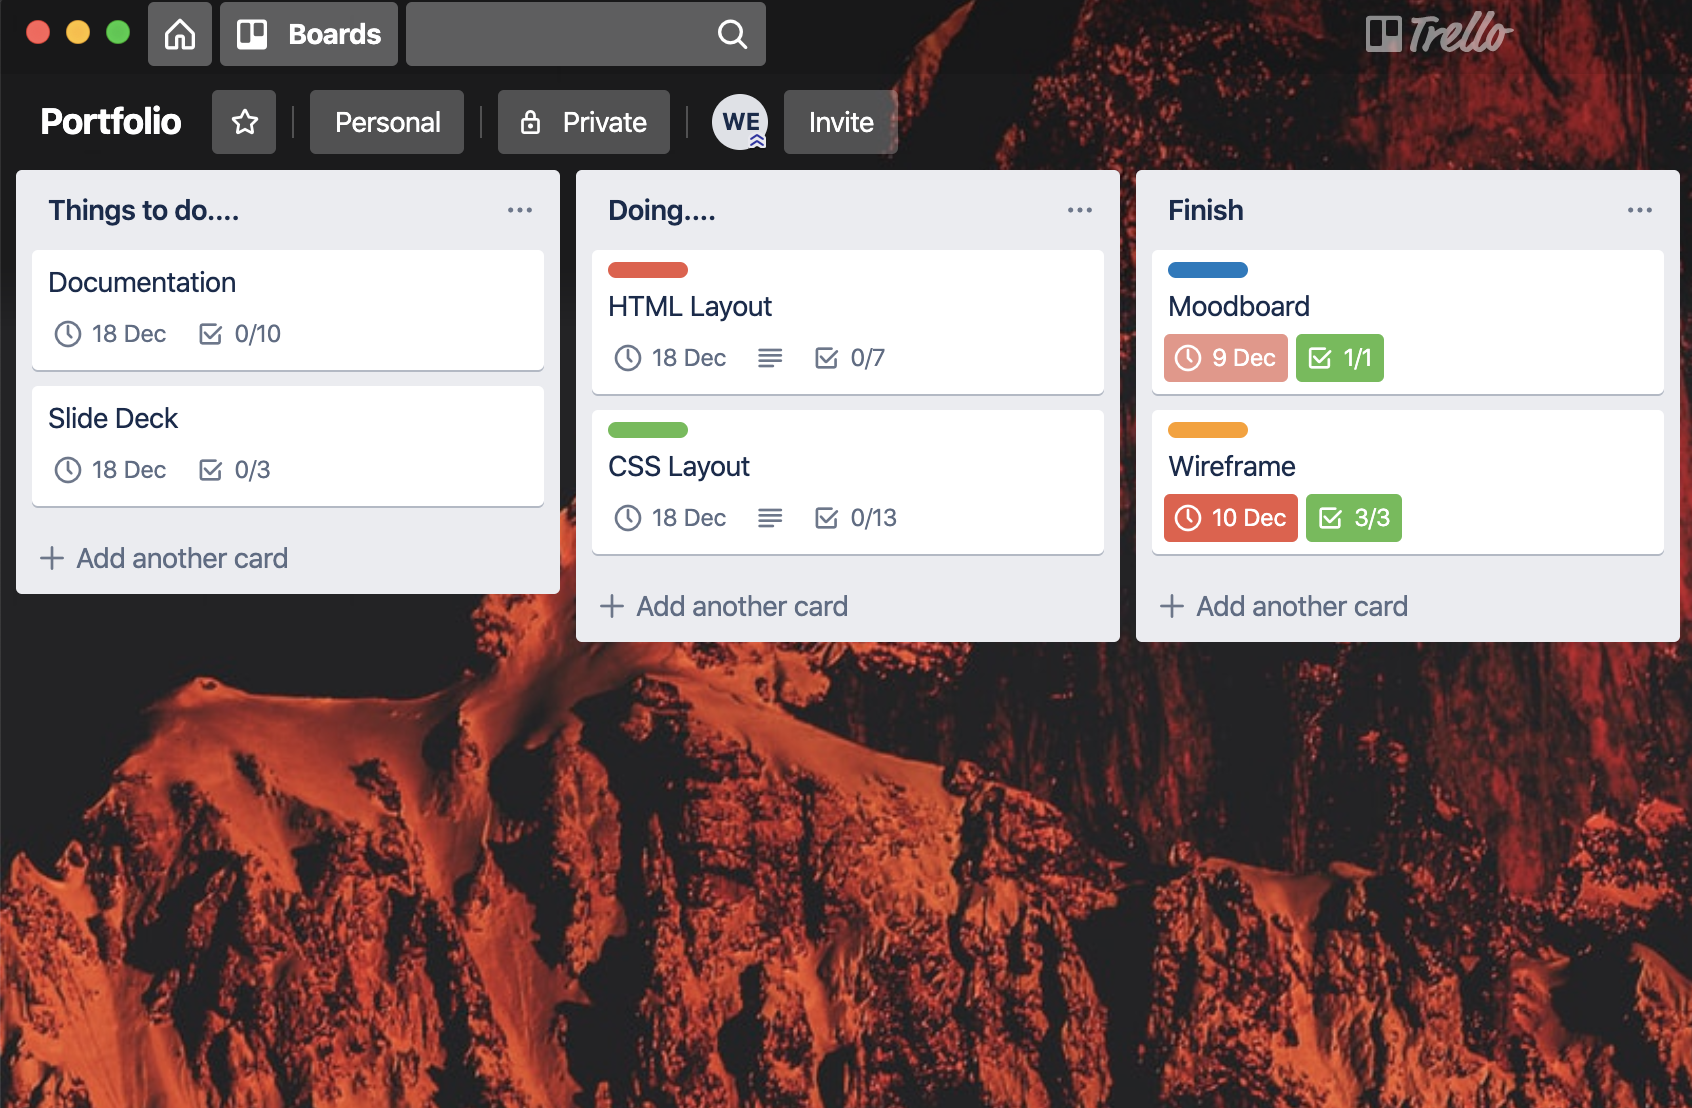 Boards
Trello
Portfolio
Personal
Private
WE
Invite
Things to do....
Documentation
18 Dec 0/10
Slide Deck
18 Dec 0/3
Add another card
Doing....
HTML Layout
18 Dec 0/7
CSS Layout
18 Dec 0/13
Add another card
Finish
Moodboard
9 Dec 1/1
Wireframe
10 Dec 3/3
Add another card